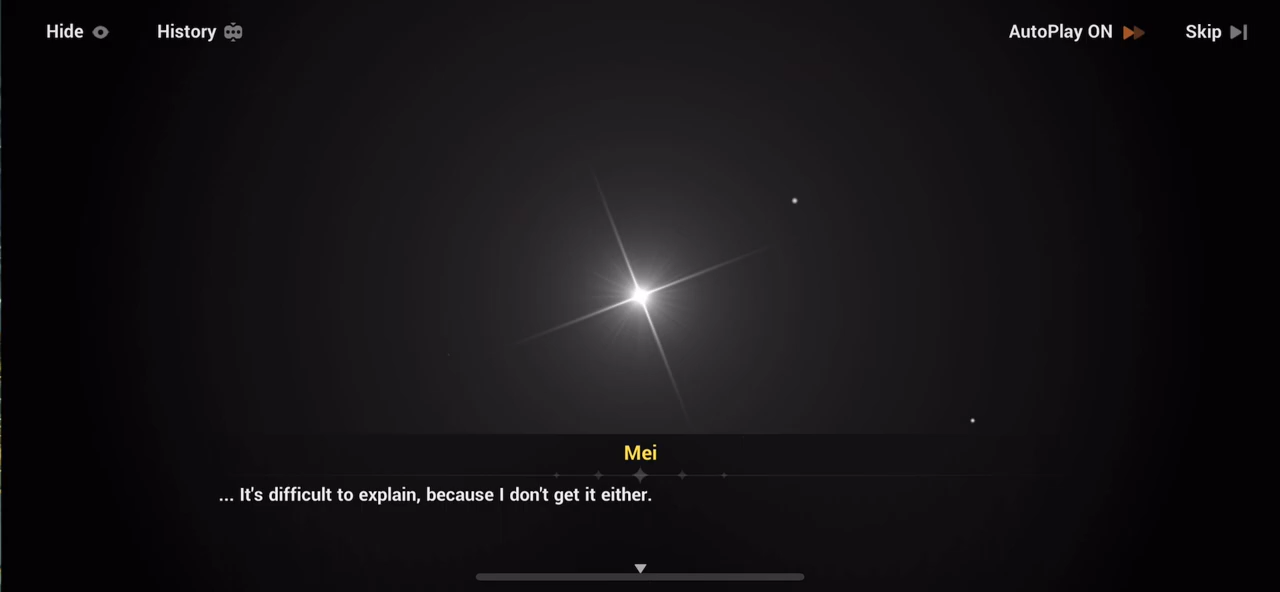 Hide
History
AutoPlay ON
Skip
Mei
... It's difficult to explain, because I don't get it either.